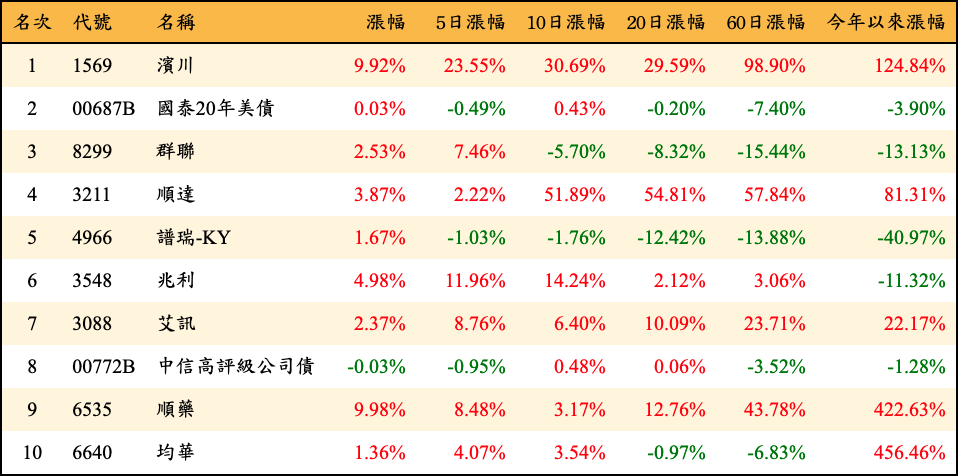 名次 代號 名稱 漲幅 5日漲幅 10日漲幅 20日漲幅 60日漲幅 今年以來漲幅
1 1569 濱川 9.92% 23.55% 30.69% 29.59% 98.90% 124.84%
2 00687B 國泰20年美債 0.03% -0.49% 0.43% -0.20% -7.40% -3.90%
3 8299 群聯 2.53% 7.46% -5.70% -8.32% -15.44% -13.13%
4 3211 順達 3.87% 2.22% 51.89% 54.81% 57.84% 81.31%
5 4966 譜瑞-KY 1.67% -1.03% -1.76% -12.42% -13.88% -40.97%
6 3548 兆利 4.98% 11.96% 14.24% 2.12% 3.06% -11.32%
7 3088 艾訊 2.37% 8.76% 6.40% 10.09% 23.71% 22.17%
8 00772B 中信高評級公司債 -0.03% -0.95% 0.48% 0.06% -3.52% -1.28%
9 6535 順藥 9.98% 8.48% 3.17% 12.76% 43.78% 422.63%
10 6640 均華 1.36% 4.07% 3.54% -0.97% -6.83% 456.46%